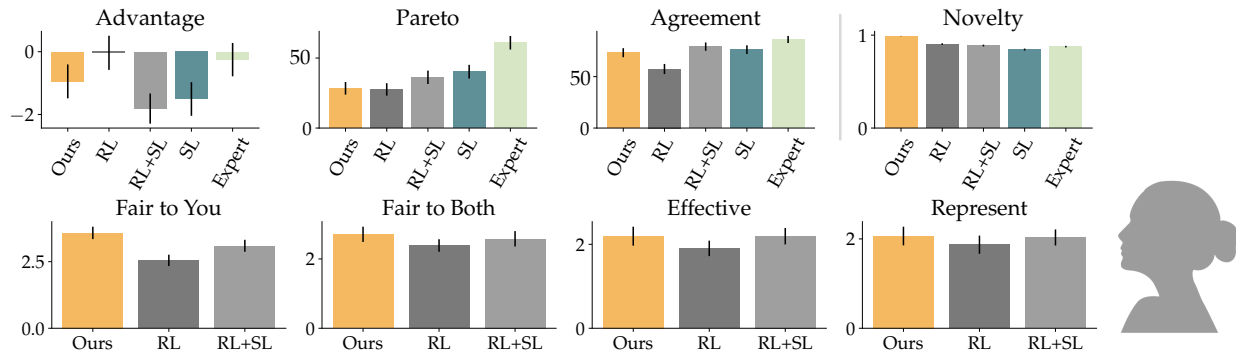 Advantage
0
−2
Ours
RL
RL+SL
SL
Expert
Pareto
50
0
Ours
RL
RL+SL
SL
Expert
Agreement
50
0
Ours
RL
RL+SL
SL
Expert
Novelty
1
0
Ours
RL
RL+SL
SL
Expert
Fair to You
2.5
0.0
Ours
RL
RL+SL
Fair to Both
2
0
Ours
RL
RL+SL
Effective
2
0
Ours
RL
RL+SL
Represent
2
0
Ours
RL
RL+SL